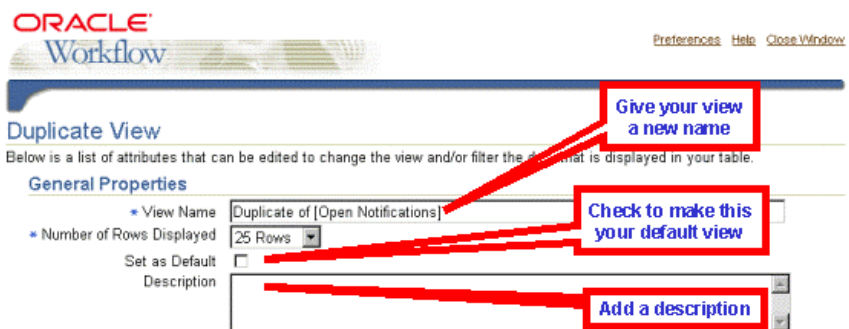 ORACLE
Workflow
Preferences Help Close Window
Give your view
a new name
Duplicate View
Below is a list of attributes that can be edited to change the view and/or filter the that is displayed in your table.
General Properties
* View Name Duplicate of [Open Notifications]
Check to make this
your default view
* Number of Rows Displayed 25 Rows
Set as Default
Description
Add a description